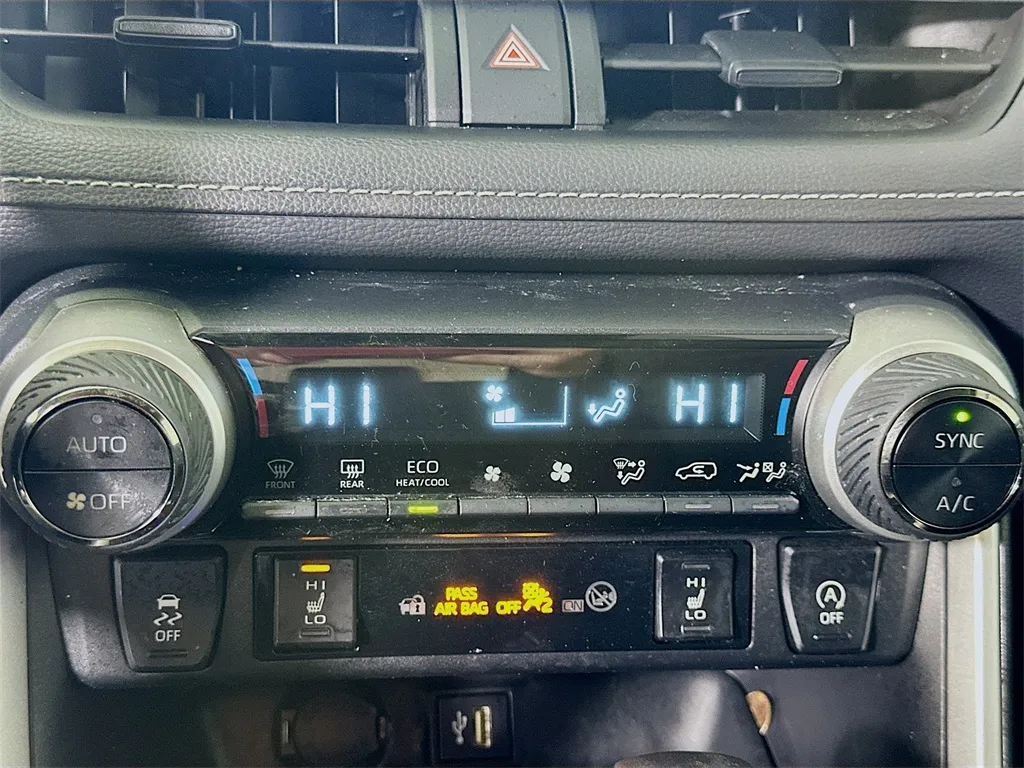 HI HI
AUTO
OFF
FRONT
REAR
ECO
HEAT/COOL
SYNC
A/C
OFF
HI
LO
PASS
AIR BAG OFF
2
ON
HI
LO
A
OFF